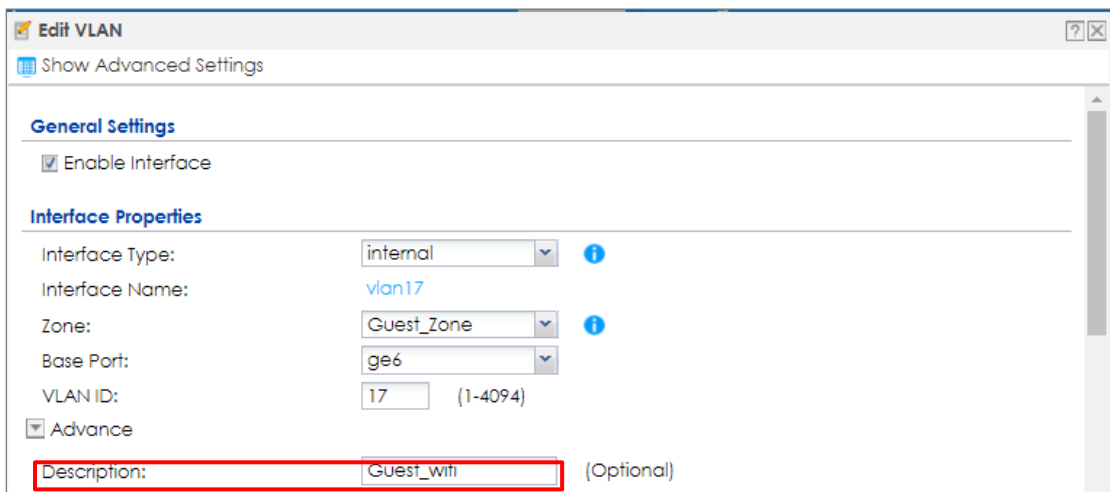 Edit VLAN
Show Advanced Settings
General Settings
Enable Interface
Interface Properties
Interface Type: internal
Interface Name: vlan17
Zone: Guest_Zone
Base Port: ge6
VLAN ID: 17 (1-4094)
Advance
Description: Guest_wifi (Optional)